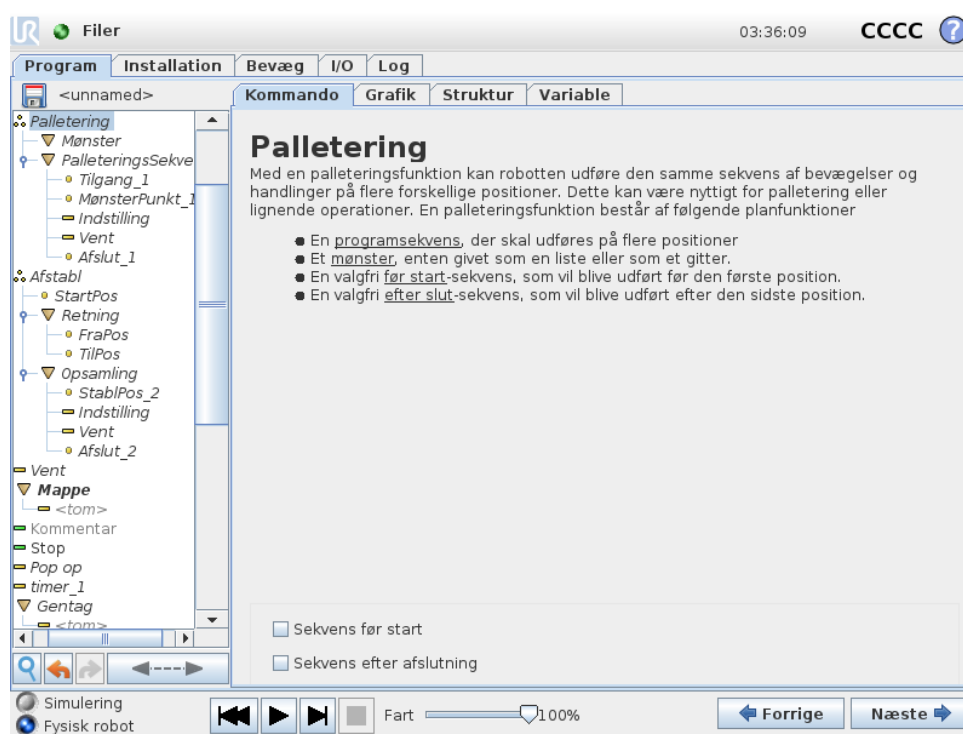 UR Filer 03:36:09 CCCC ?
Program Installation Bevæg I/O Log
<unnamed> Kommando Grafik Struktur Variable
Palletering
Mønster
PalleteringsSekve
Tilgang_1
MønsterPunkt_1
Indstilling
Vent
Afslut_1
Afstabl
StartPos
Retning
FraPos
TilPos
Opsamling
StablPos_2
Indstilling
Vent
Afslut_2
Vent
Mappe
<tom>
Kommentar
Stop
Pop op
timer_1
Gentag
<tom>
Palletering
Med en palleteringsfunktion kan robotten udføre den samme sekvens af bevægelser og
handlinger på flere forskellige positioner. Dette kan være nyttigt for palletering eller
lignende operationer. En palleteringsfunktion består af følgende planfunktioner
En programsekvens, der skal udføres på flere positioner
Et mønster, enten givet som en liste eller som et gitter.
En valgfri før start-sekvens, som vil blive udført før den første position.
En valgfri efter slut-sekvens, som vil blive udført efter den sidste position.
Sekvens før start
Sekvens efter afslutning
Simulering
Fysisk robot
Fart 100%
Forrige Næste